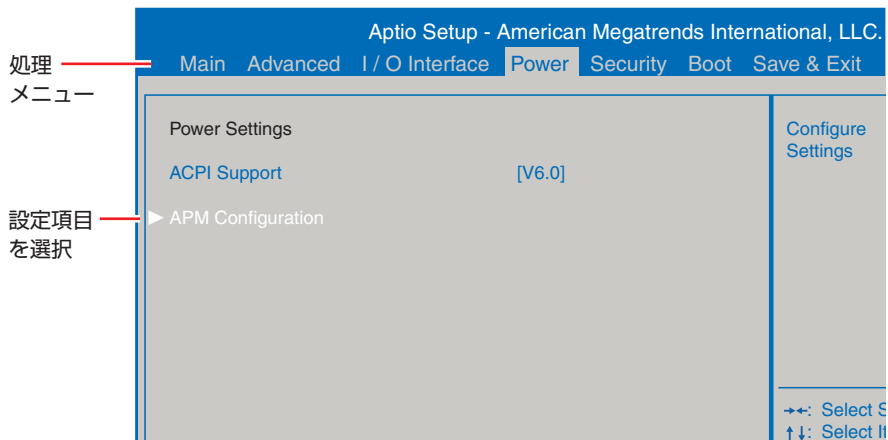 Aptio Setup - American Megatrends International, LLC.
処理
メニュー
Main Advanced I / O Interface Power Security Boot Save & Exit
Power Settings
ACPI Support [V6.0]
Configure
Settings
設定項目
を選択
▶ APM Configuration
→←: Select S
↑↓: Select It